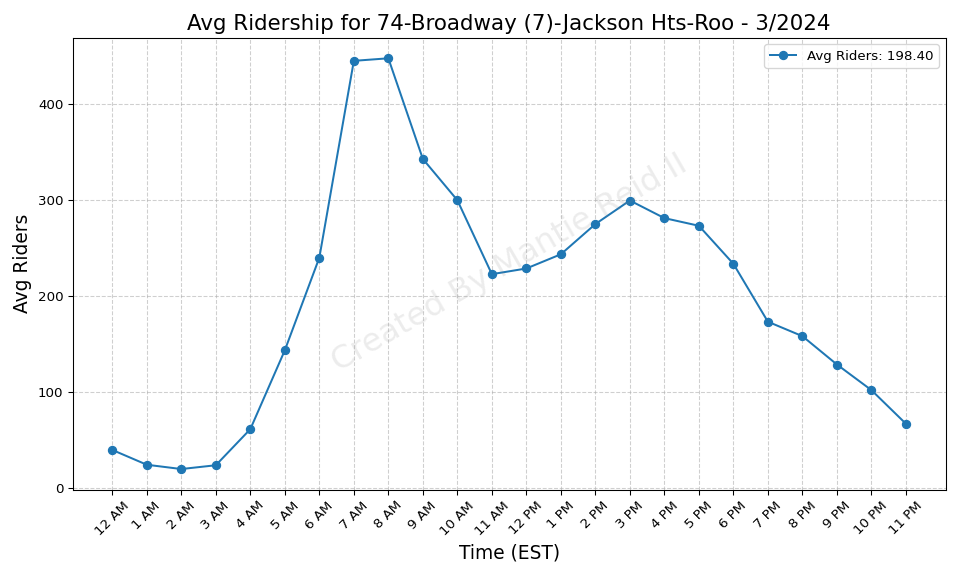 Avg Ridership for 74-Broadway (7)-Jackson Hts-Roo - 3/2024
Avg Riders: 198.40
Avg Riders
400
300
200
100
0
Created By Mantle Reid II
12 AM
1 AM
2 AM
3 AM
4 AM
5 AM
6 AM
7 AM
8 AM
9 AM
10 AM
11 AM
12 PM
1 PM
2 PM
3 PM
4 PM
5 PM
6 PM
7 PM
8 PM
9 PM
10 PM
11 PM
Time (EST)